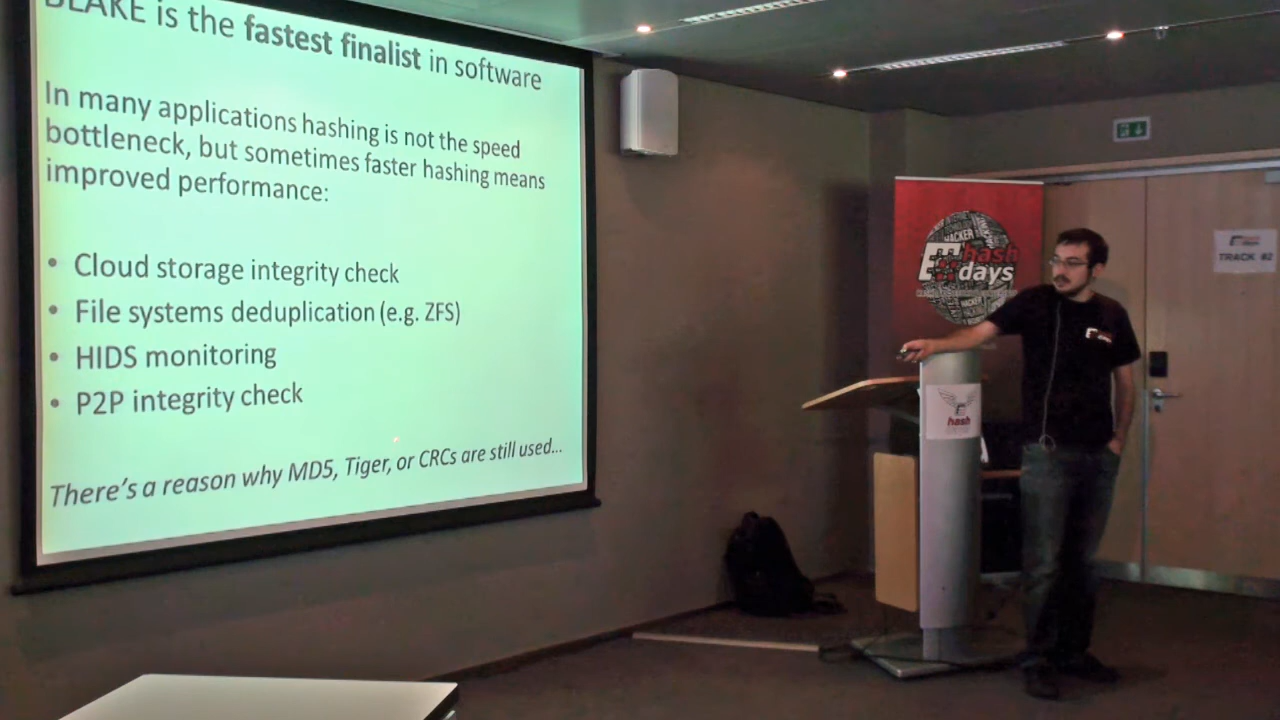 BLAKE is the fastest finalist in software
In many applications hashing is not the speed
bottleneck, but sometimes faster hashing means
improved performance:
• Cloud storage integrity check
• File systems deduplication (e.g. ZFS)
• HIDS monitoring
• P2P integrity check
There's a reason why MD5, Tiger, or CRCs are still used...
HACKER
hash
days
TRACK #2
hash